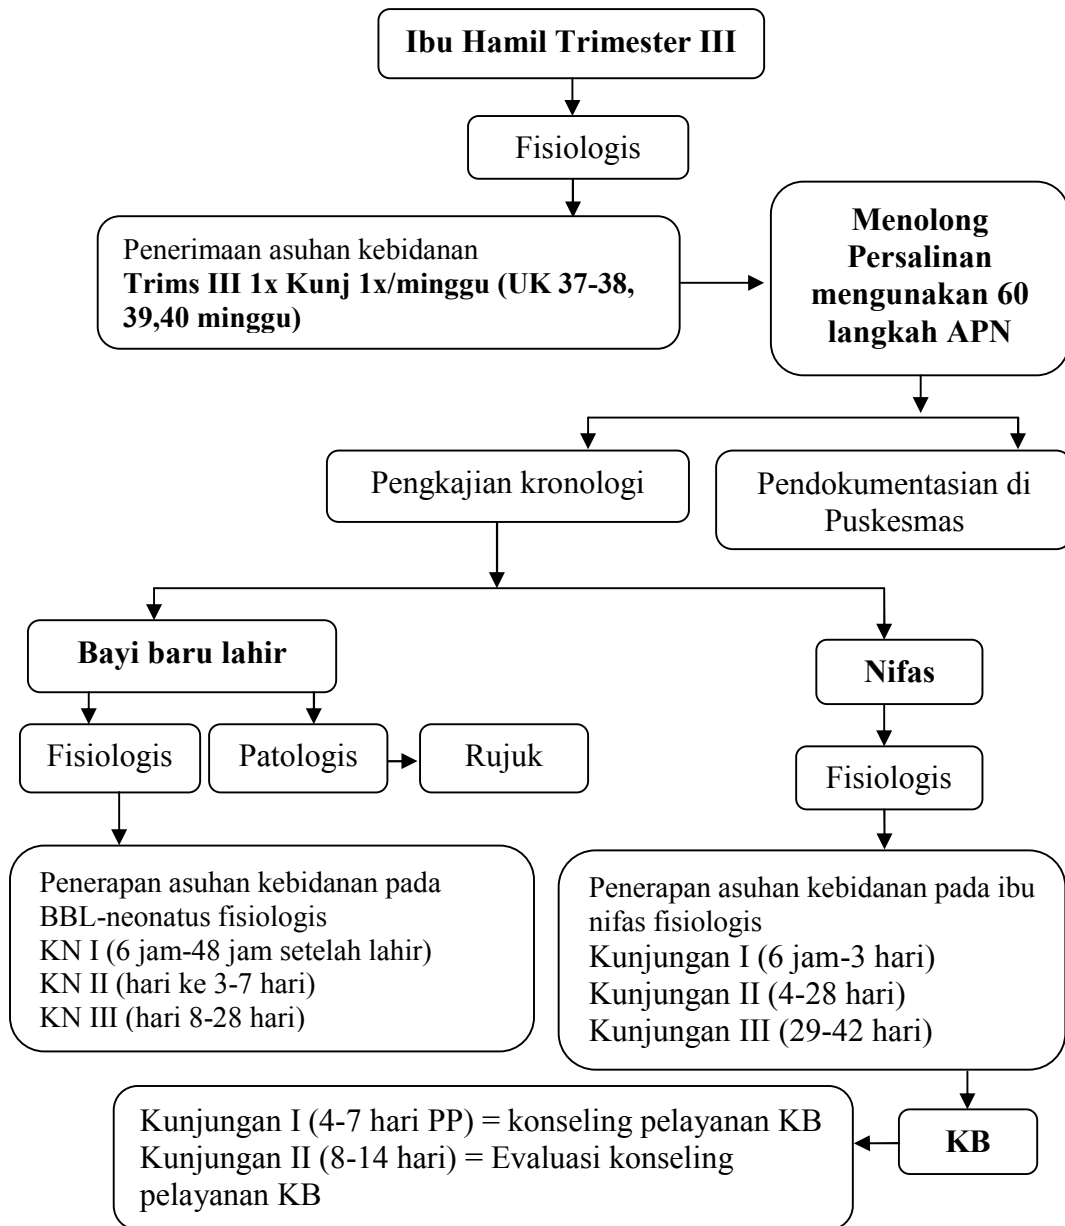 Ibu Hamil Trimester III
Fisiologis
Penerimaan asuhan kebidanan
Trims III 1x Kunj 1x/minggu (UK 37-38,
39,40 minggu)
Menolong
Persalinan
mengunakan 60
langkah APN
Pengkajian kronologi
Pendokumentasian di
Puskesmas
Bayi baru lahir
Nifas
Fisiologis
Patologis
Rujuk
Fisiologis
Penerapan asuhan kebidanan pada
BBL-neonatus fisiologis
KN I (6 jam-48 jam setelah lahir)
KN II (hari ke 3-7 hari)
KN III (hari 8-28 hari)
Penerapan asuhan kebidanan pada ibu
nifas fisiologis
Kunjungan I (6 jam-3 hari)
Kunjungan II (4-28 hari)
Kunjungan III (29-42 hari)
Kunjungan I (4-7 hari PP) = konseling pelayanan KB
Kunjungan II (8-14 hari) = Evaluasi konseling
pelayanan KB
KB